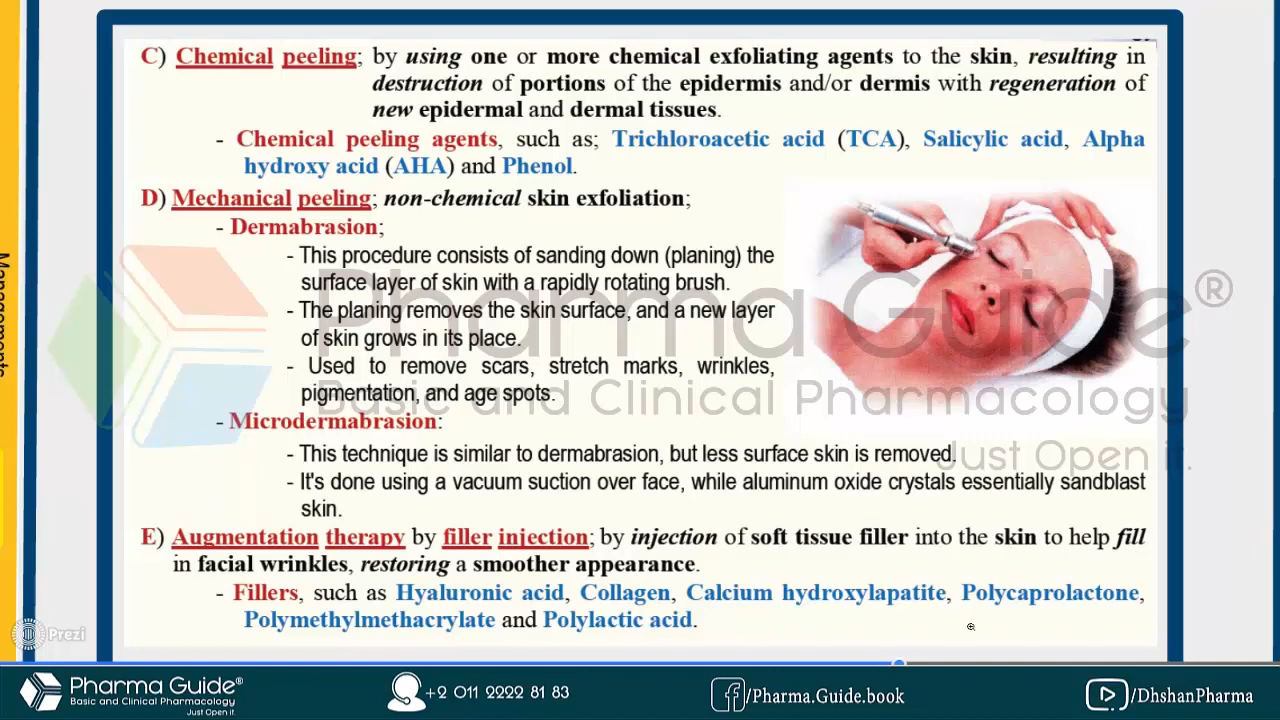 C) Chemical peeling; by using one or more chemical exfoliating agents to the skin, resulting in
destruction of portions of the epidermis and/or dermis with regeneration of
new epidermal and dermal tissues.
- Chemical peeling agents, such as; Trichloroacetic acid (TCA), Salicylic acid, Alpha
hydroxy acid (AHA) and Phenol.
D) Mechanical peeling; non-chemical skin exfoliation;
- Dermabrasion;
- This procedure consists of sanding down (planing) the
surface layer of skin with a rapidly rotating brush.
- The planing removes the skin surface, and a new layer
of skin grows in its place.
- Used to remove scars, stretch marks, wrinkles,
pigmentation, and age spots.
- Microdermabrasion:
- This technique is similar to dermabrasion, but less surface skin is removed.
- It's done using a vacuum suction over face, while aluminum oxide crystals essentially sandblast
skin.
E) Augmentation therapy by filler injection; by injection of soft tissue filler into the skin to help fill
in facial wrinkles, restoring a smoother appearance.
- Fillers, such as Hyaluronic acid, Collagen, Calcium hydroxylapatite, Polycaprolactone,
Polymethylmethacrylate and Polylactic acid.
Pharma Guide®
Basic and Clinical Pharmacology
Just Open it.
Managements
Prezi
Pharma Guide®
Basic and Clinical Pharmacology
Just Open it.
+2 011 2222 81 83
/Pharma.Guide.book
/DhshanPharma